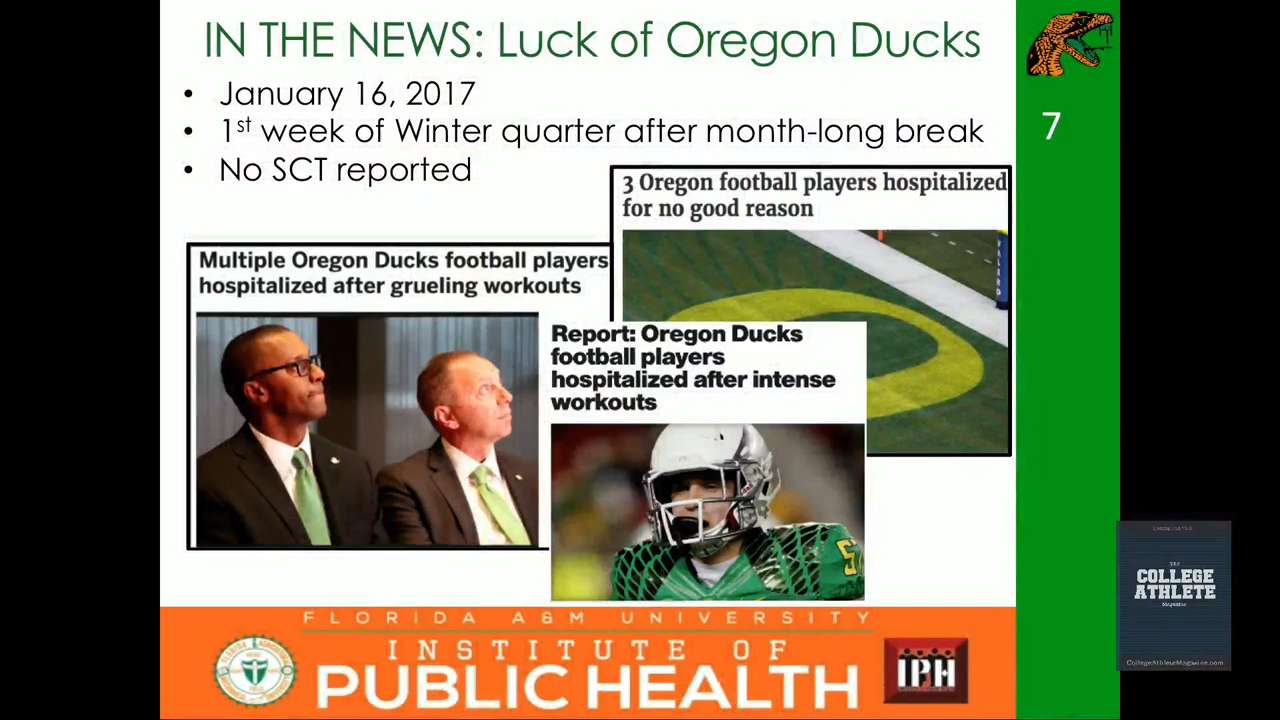 IN THE NEWS: Luck of Oregon Ducks
• January 16, 2017
• 1st week of Winter quarter after month-long break
• No SCT reported
7
3 Oregon football players hospitalized
for no good reason
Multiple Oregon Ducks football players
hospitalized after grueling workouts
Report: Oregon Ducks
football players
hospitalized after intense
workouts
FLORIDA A&M UNIVERSITY
INSTITUTE OF
PUBLIC HEALTH
IPH
The
COLLEGE
ATHLETE
Magazine
CollegeAthleteMagazine.com